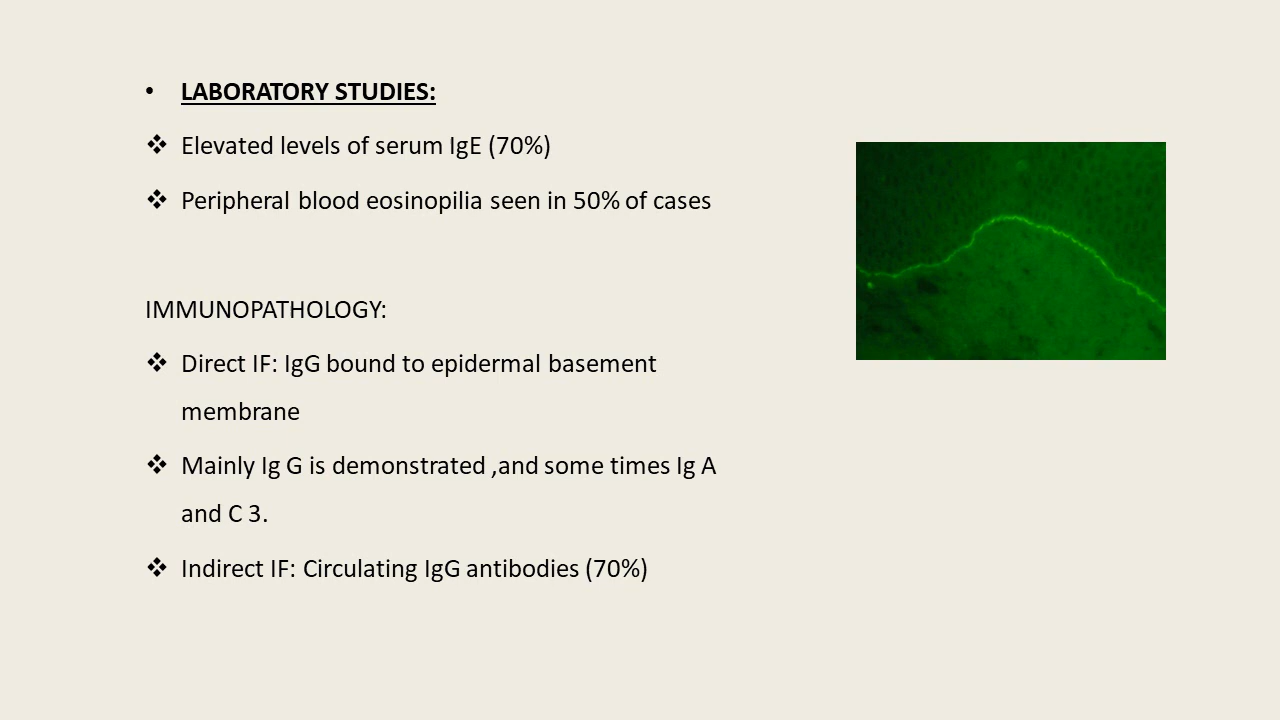 • LABORATORY STUDIES:
❖ Elevated levels of serum IgE (70%)
❖ Peripheral blood eosinopilia seen in 50% of cases
IMMUNOPATHOLOGY:
❖ Direct IF: IgG bound to epidermal basement
membrane
❖ Mainly Ig G is demonstrated ,and some times Ig A
and C 3.
❖ Indirect IF: Circulating IgG antibodies (70%)